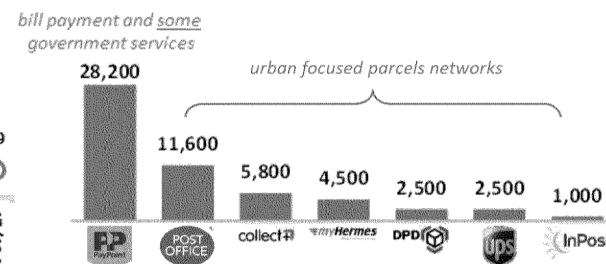 bill payment and some
government services
28,200
urban focused parcels networks
11,600
5,800
4,500
2,500
2,500
1,000
PayPoint
POST
OFFICE
collect+
myHermes
DPD
ups
InPos